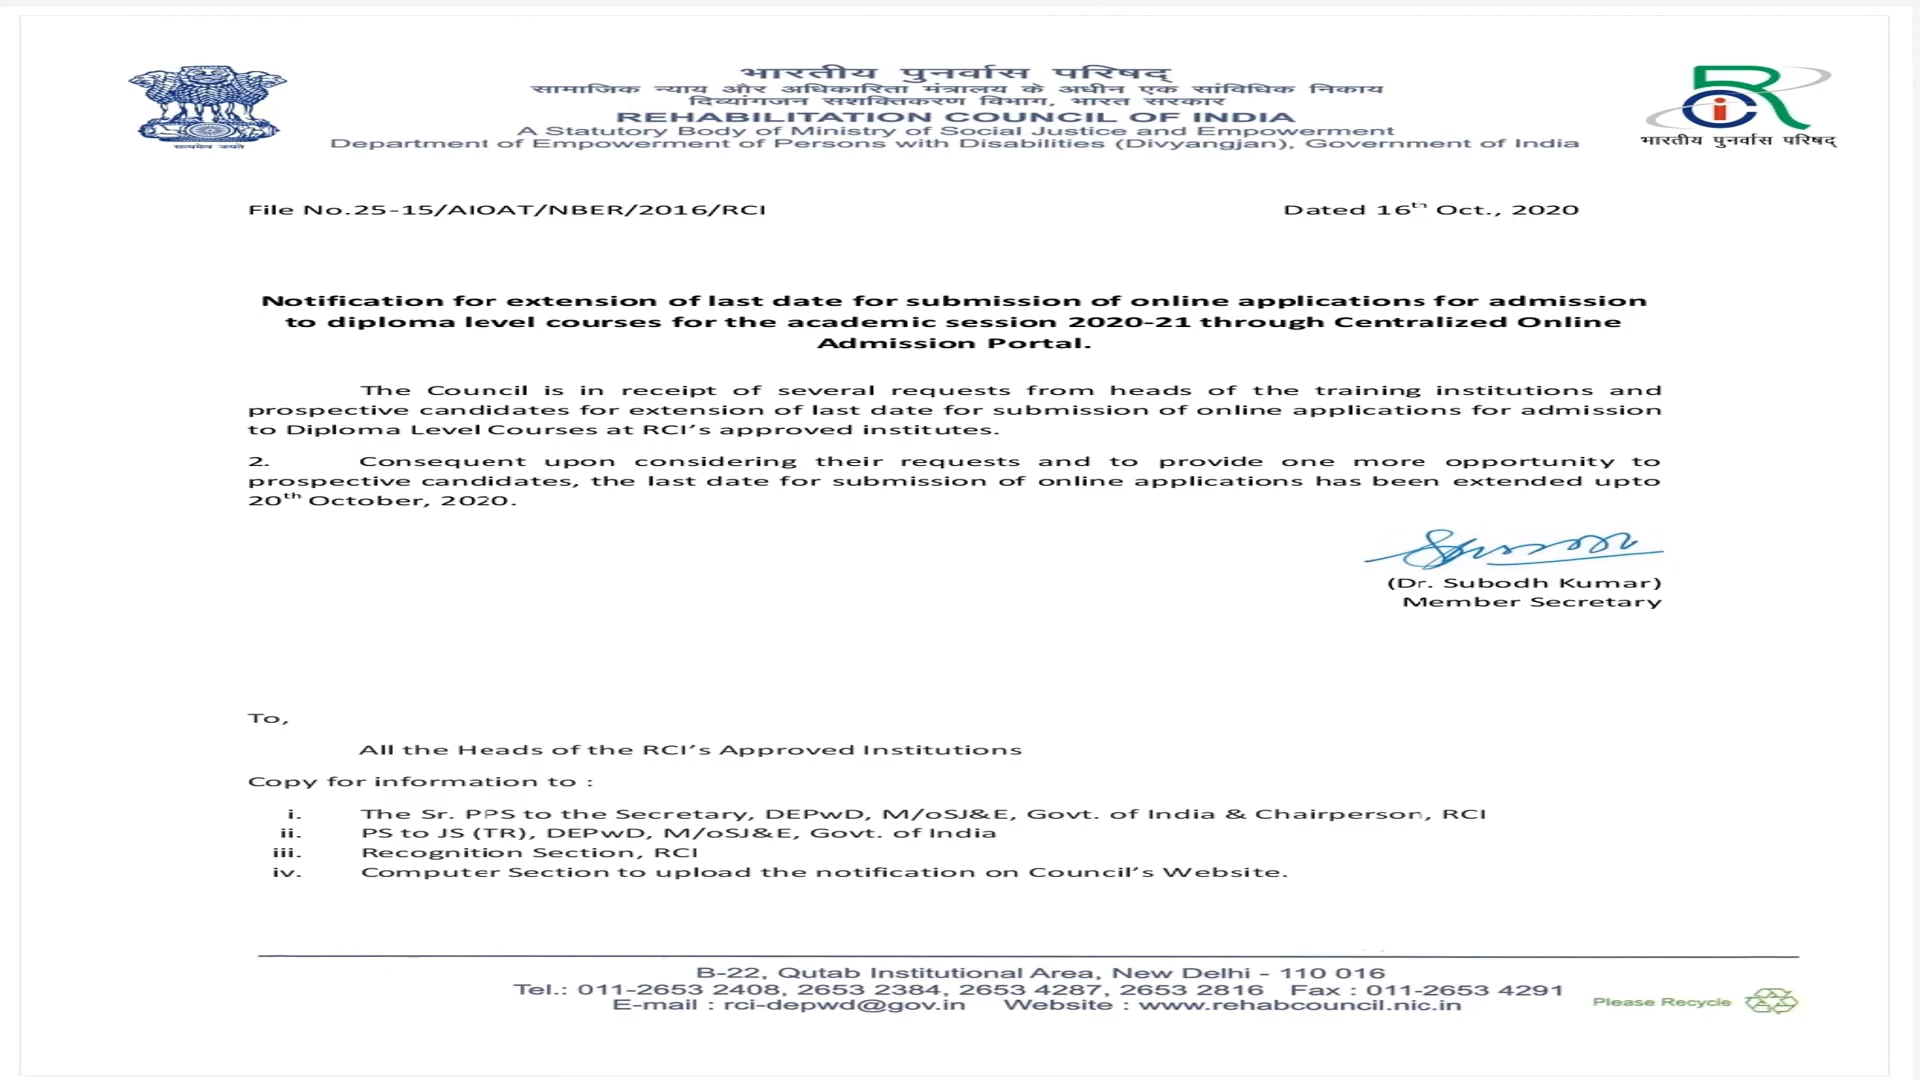 भारतीय पुनर्वास परिषद्
सामाजिक न्याय और अधिकारिता मंत्रालय के अधीन एक सांविधिक निकाय
दिव्यांगजन सशक्तिकरण विभाग, भारत सरकार
REHABILITATION COUNCIL OF INDIA
A Statutory Body of Ministry of Social Justice and Empowerment
Department of Empowerment of Persons with Disabilities (Divyangjan), Government of India
सत्यमेव जयते
RCi
भारतीय पुनर्वास परिषद्
File No.25-15/AIOAT/NBER/2016/RCI Dated 16th Oct., 2020
Notification for extension of last date for submission of online applications for admission
to diploma level courses for the academic session 2020-21 through Centralized Online
Admission Portal.
The Council is in receipt of several requests from heads of the training institutions and
prospective candidates for extension of last date for submission of online applications for admission
to Diploma Level Courses at RCI’s approved institutes.
2. Consequent upon considering their requests and to provide one more opportunity to
prospective candidates, the last date for submission of online applications has been extended upto
20th October, 2020.
(Dr. Subodh Kumar)
Member Secretary
To,
All the Heads of the RCI’s Approved Institutions
Copy for information to :
i. The Sr. PPS to the Secretary, DEPwD, M/oSJ&E, Govt. of India & Chairperson, RCI
ii. PS to JS (TR), DEPwD, M/oSJ&E, Govt. of India
iii. Recognition Section, RCI
iv. Computer Section to upload the notification on Council’s Website.
B-22, Qutab Institutional Area, New Delhi - 110 016
Tel.: 011-2653 2408, 2653 2384, 2653 4287, 2653 2816 Fax : 011-2653 4291
E-mail : rci-depwd@gov.in Website : www.rehabcouncil.nic.in
Please Recycle